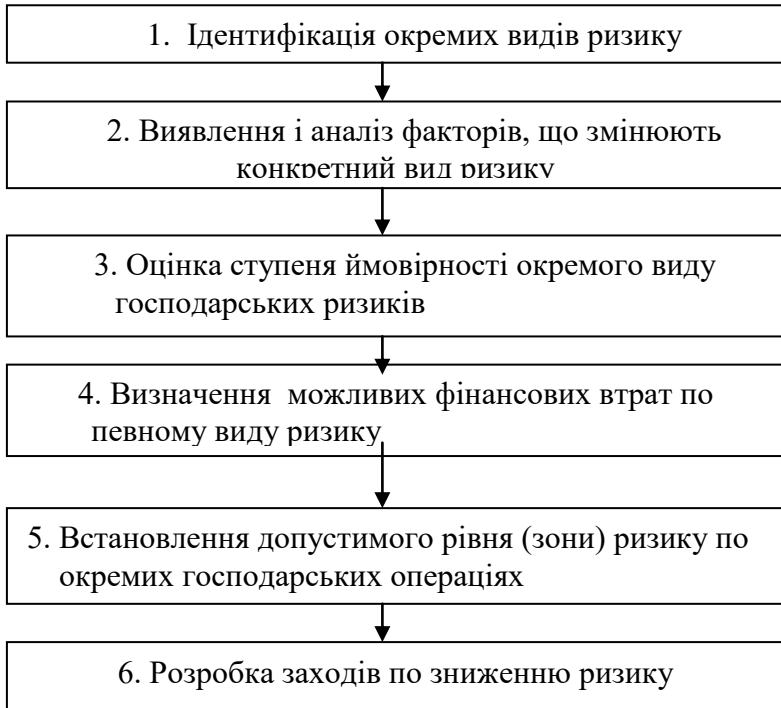 1. Ідентифікація окремих видів ризику
2. Виявлення і аналіз факторів, що змінюють
конкретний вид ризику
3. Оцінка ступеня ймовірності окремого виду
господарських ризиків
4. Визначення можливих фінансових втрат по
певному виду ризику
5. Встановлення допустимого рівня (зони) ризику по
окремих господарських операціях
6. Розробка заходів по зниженню ризику